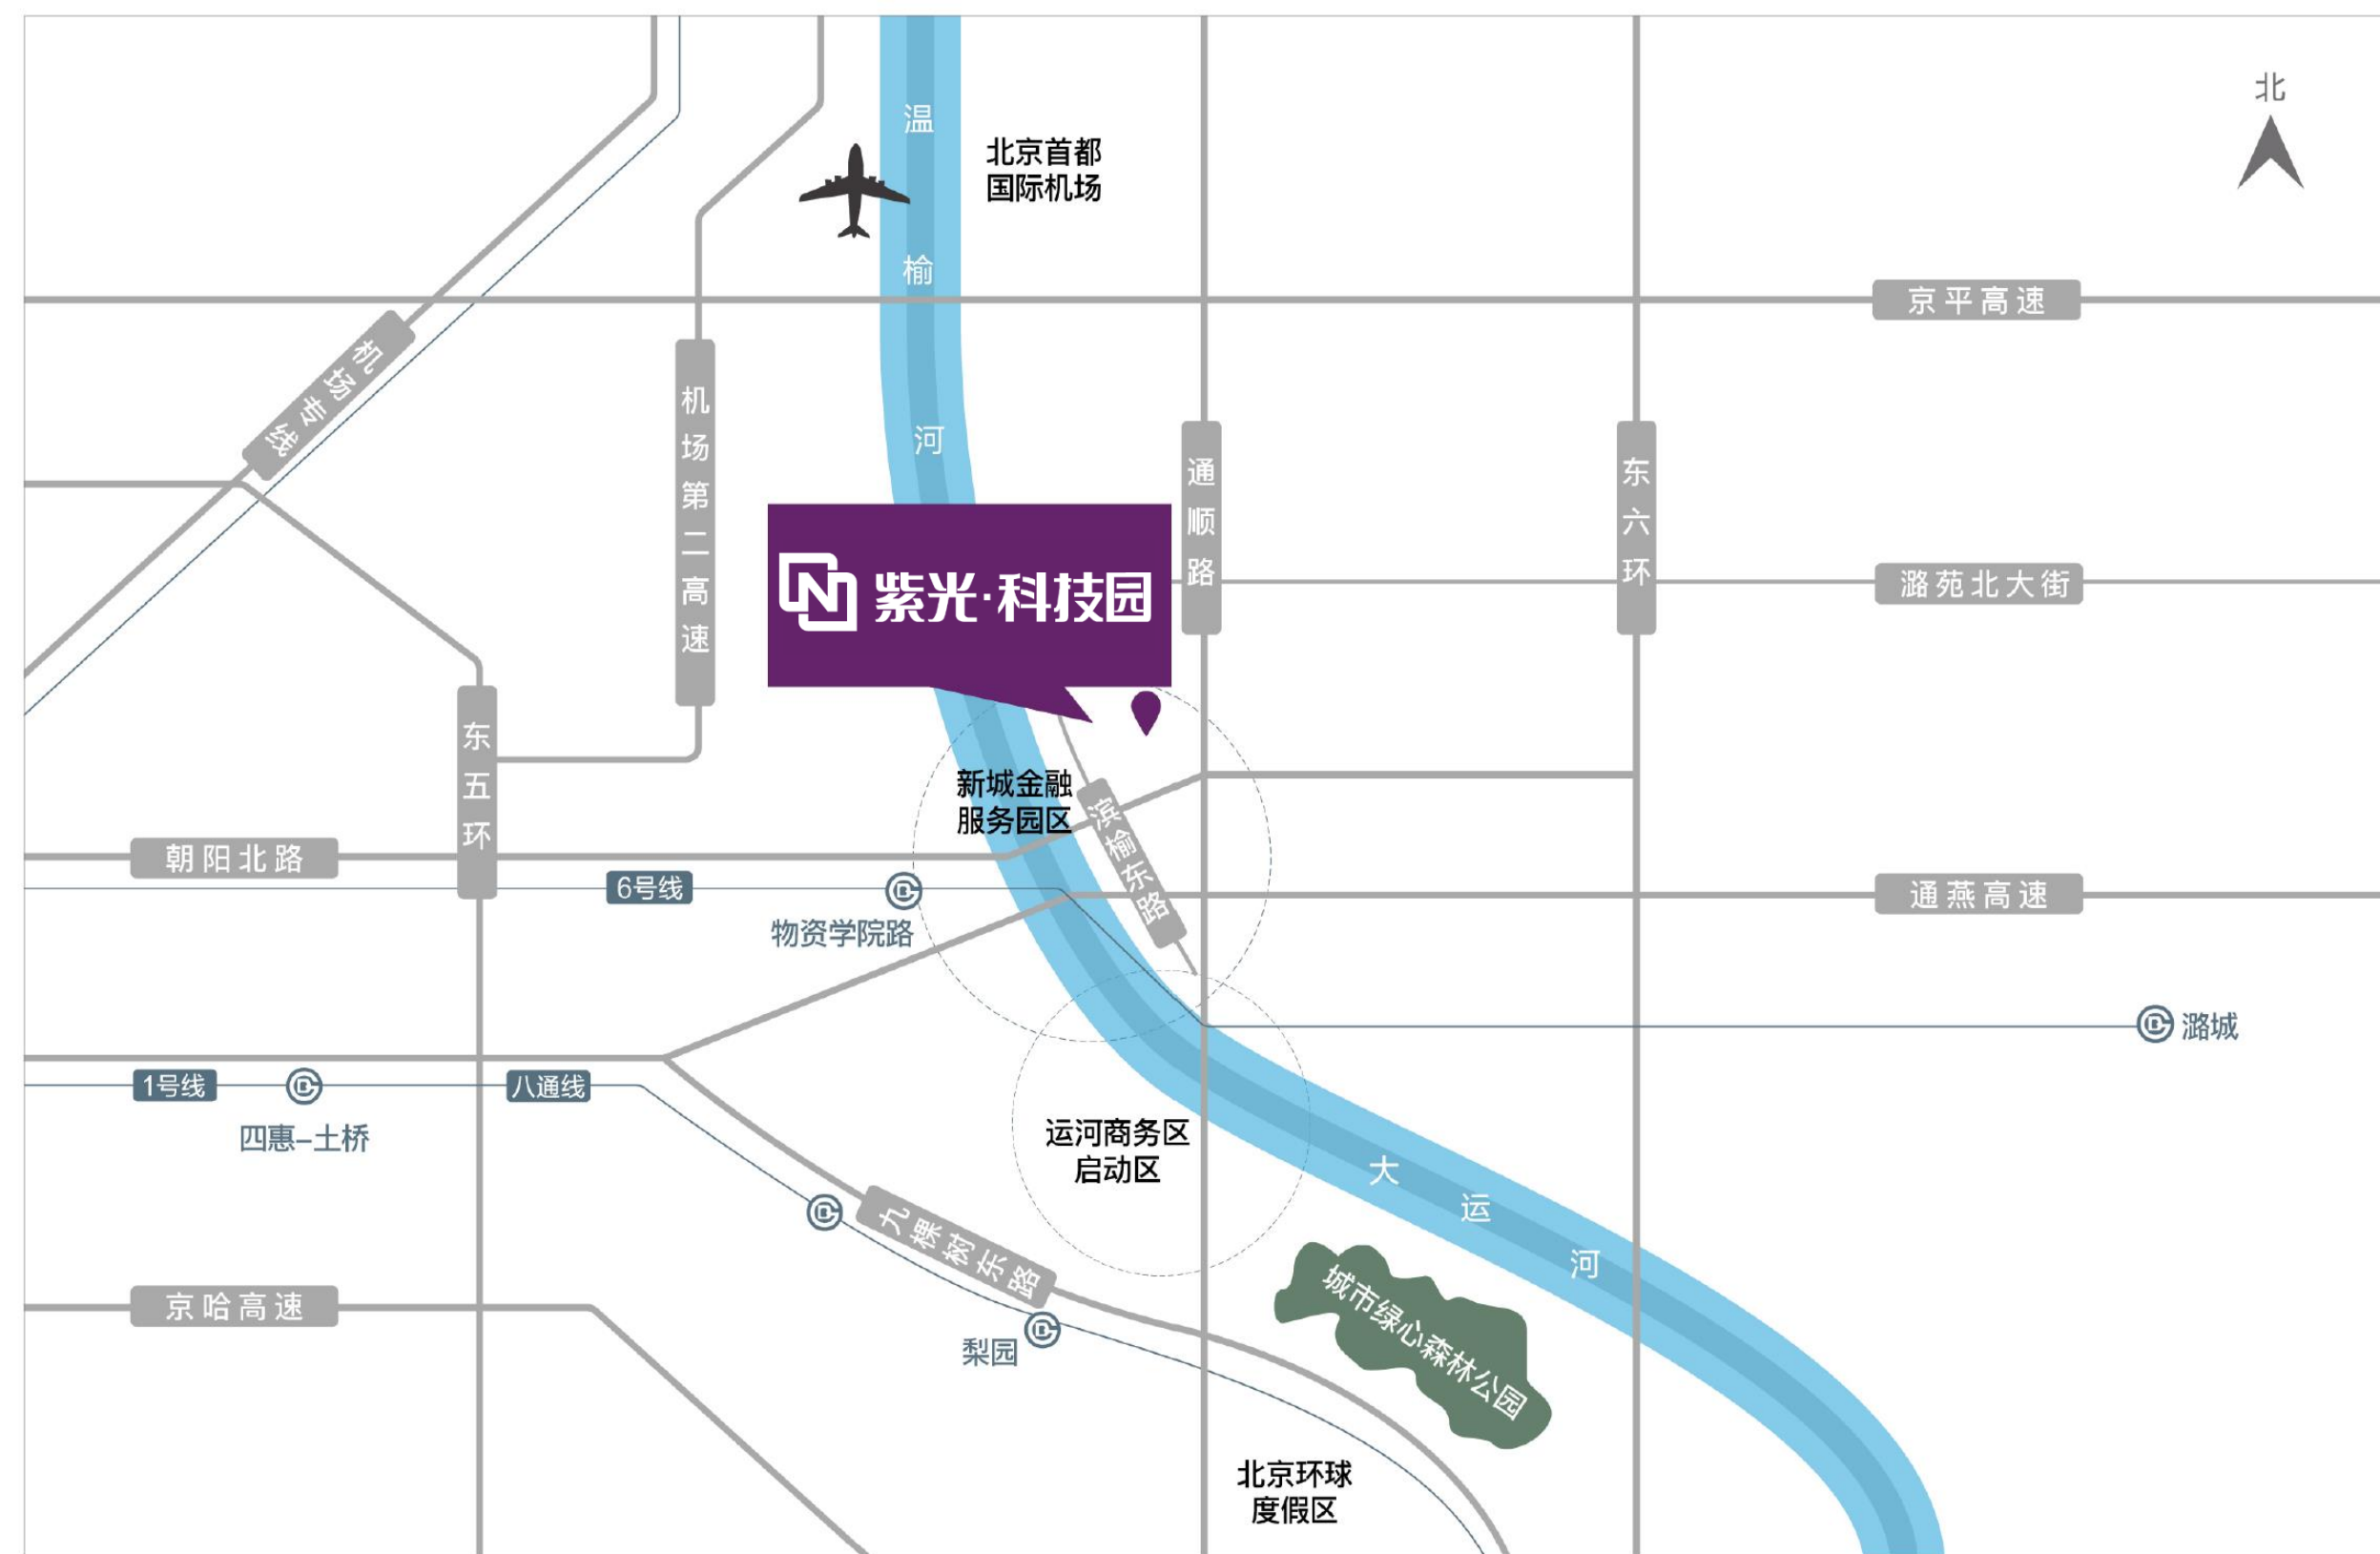 北
温榆河
北京首都
国际机场
京平高速
机场专线
机场第二高速
通顺路
东六环
紫光·科技园
潞苑北大街
东五环
新城金融
服务园区
滨榆东路
朝阳北路
6号线
物资学院路
通燕高速
潞城
1号线
八通线
四惠–土桥
运河商务区
启动区
大运河
九棵树东路
城市绿心森林公园
京哈高速
梨园
北京环球
度假区